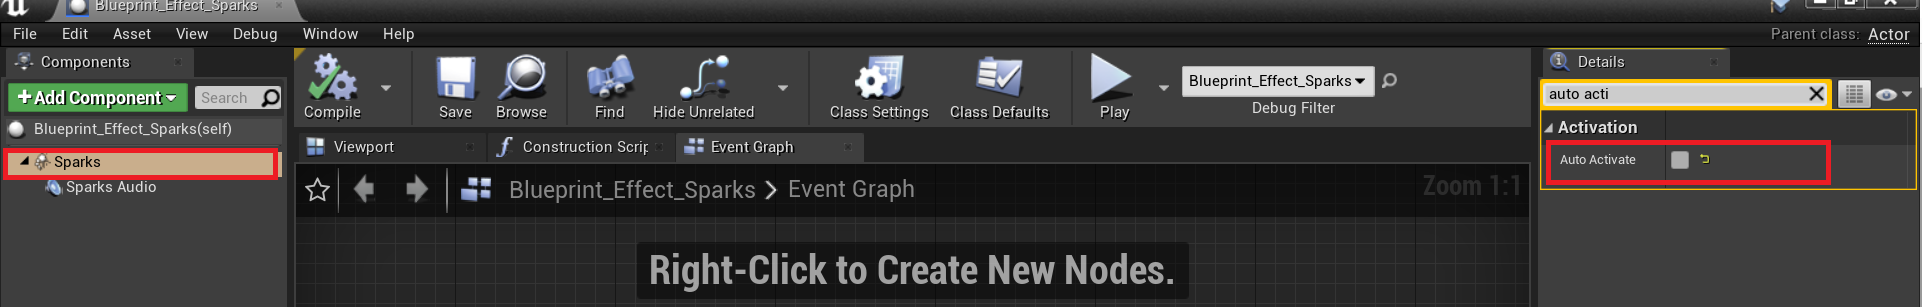 Blueprint_Effect_Sparks
File Edit Asset View Debug Window Help
Parent class: Actor
Components
Add Component
Search
Blueprint_Effect_Sparks(self)
Sparks
Sparks Audio
Compile
Save
Browse
Find
Hide Unrelated
Class Settings
Class Defaults
Play
Blueprint_Effect_Sparks
Debug Filter
Viewport
Construction Scrip
Event Graph
Blueprint_Effect_Sparks > Event Graph
Zoom 1:1
Right-Click to Create New Nodes.
Details
auto acti
Activation
Auto Activate